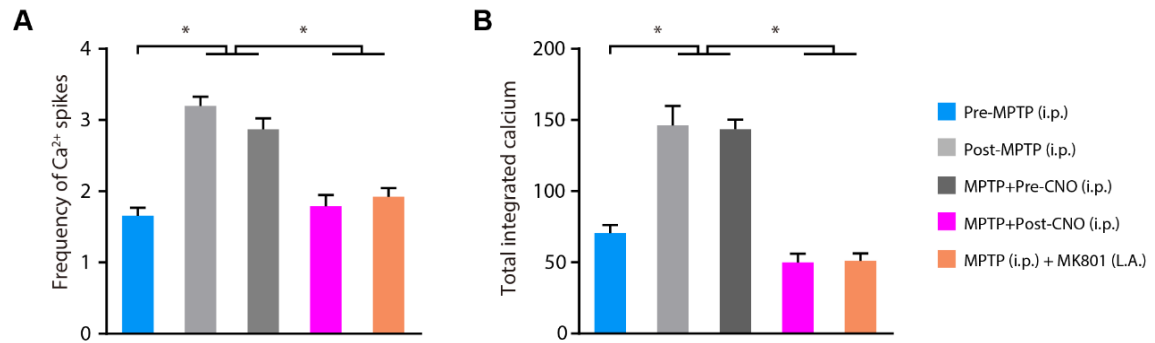 A
* *
Frequency of Ca²⁺ spikes
4
3
2
1
0
B
* *
Total integrated calcium
200
150
100
50
0
Pre-MPTP (i.p.)
Post-MPTP (i.p.)
MPTP+Pre-CNO (i.p.)
MPTP+Post-CNO (i.p.)
MPTP (i.p.) + MK801 (L.A.)